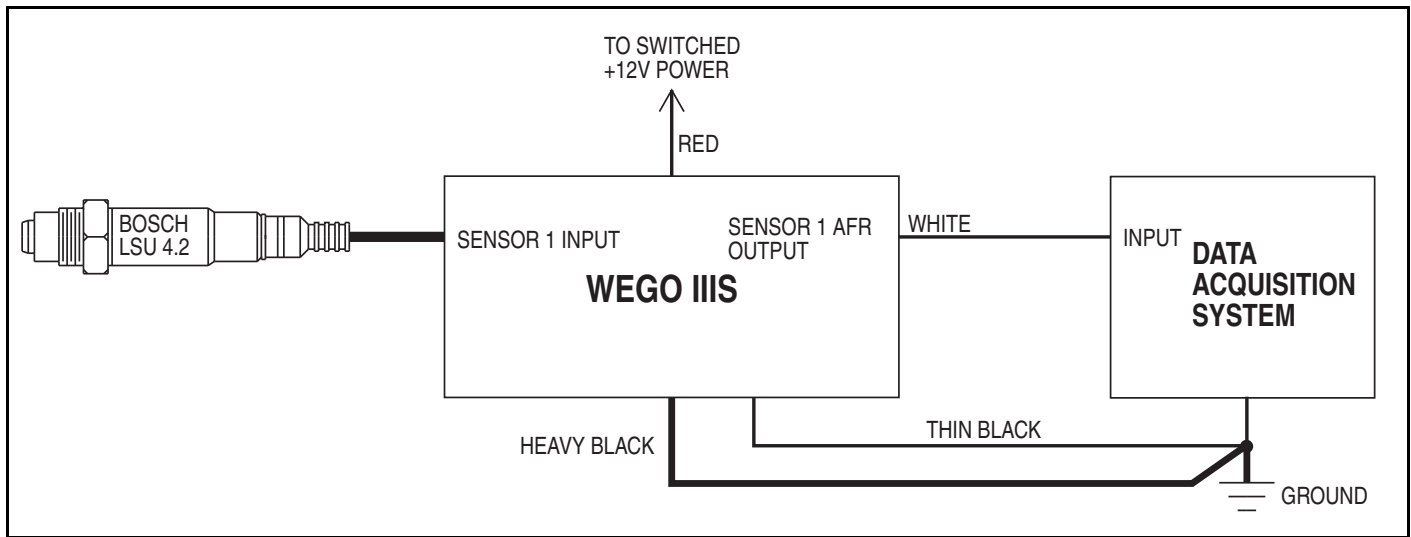 TO SWITCHED
+12V POWER
RED
BOSCH
LSU 4.2
SENSOR 1 INPUT
SENSOR 1 AFR
OUTPUT
WEGO IIIS
WHITE
INPUT
DATA
ACQUISITION
SYSTEM
HEAVY BLACK
THIN BLACK
GROUND